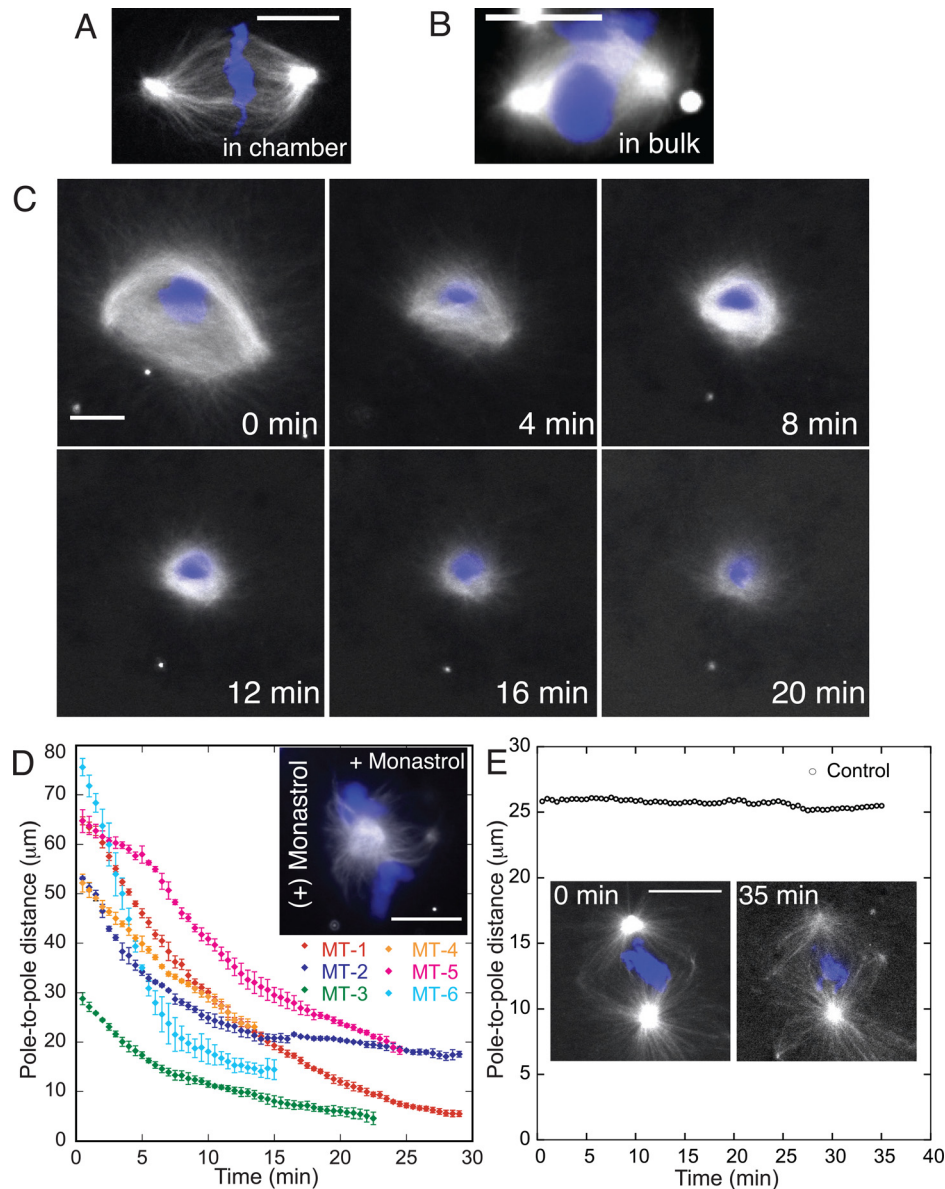 A
in chamber
B
in bulk
C
0 min
4 min
8 min
12 min
16 min
20 min
D
80
70
60
50
40
30
20
10
0
Pole-to-pole distance (μm)
0 5 10 15 20 25 30
Time (min)
(+) Monastrol
+ Monastrol
MT-1 MT-4
MT-2 MT-5
MT-3 MT-6
E
30
25
20
15
10
5
0
Pole-to-pole distance (μm)
Control
0 min
35 min
0 5 10 15 20 25 30 35 40
Time (min)